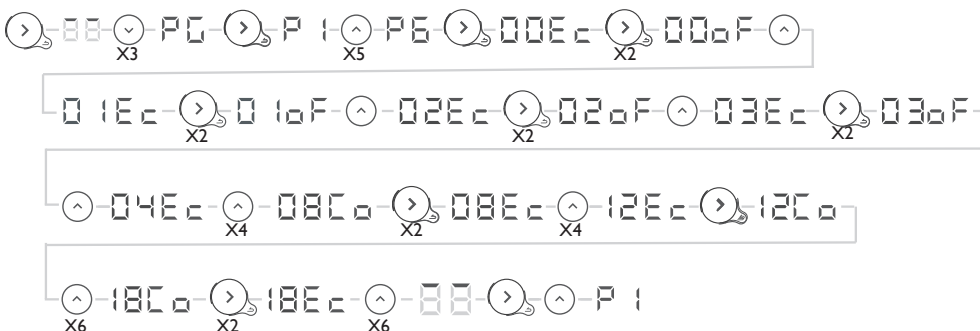 88 PG P1 P6 00Ec 00oF
X3 X5 X2
01Ec 01oF 02Ec 02oF 03Ec 03oF
X2 X2 X2
04Ec 08Co 08Ec 12Ec 12Co
X4 X2 X4
18Co 18Ec P1
X6 X2 X6